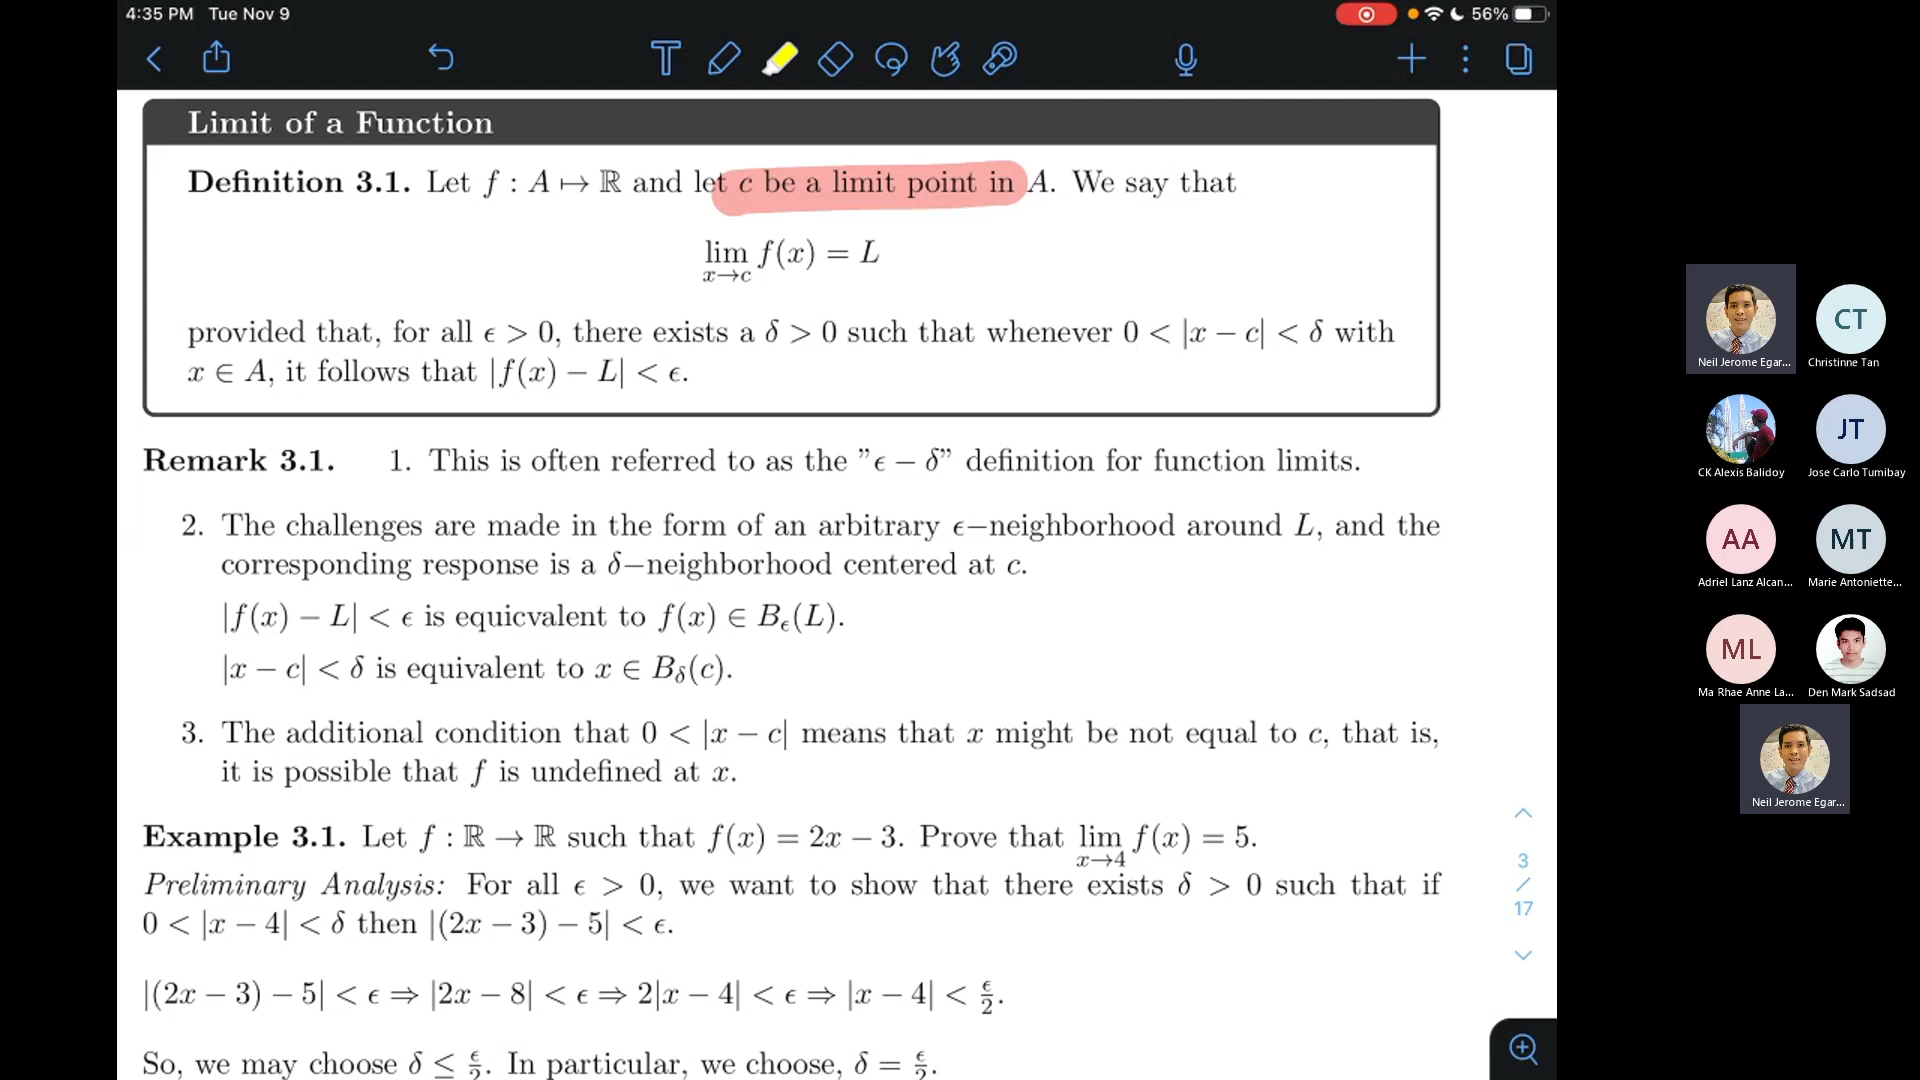 4:35 PM Tue Nov 9
56%
Limit of a Function
Definition 3.1. Let f : A ↦ ℝ and let c be a limit point in A. We say that
lim f(x) = L
x→c
provided that, for all ϵ > 0, there exists a δ > 0 such that whenever 0 < |x − c| < δ with
x ∈ A, it follows that |f(x) − L| < ϵ.
Remark 3.1. 1. This is often referred to as the ”ϵ − δ” definition for function limits.
2. The challenges are made in the form of an arbitrary ϵ−neighborhood around L, and the
corresponding response is a δ−neighborhood centered at c.
|f(x) − L| < ϵ is equicvalent to f(x) ∈ Bϵ(L).
|x − c| < δ is equivalent to x ∈ Bδ(c).
3. The additional condition that 0 < |x − c| means that x might be not equal to c, that is,
it is possible that f is undefined at x.
Example 3.1. Let f : ℝ → ℝ such that f(x) = 2x − 3. Prove that lim f(x) = 5.
x→4
Preliminary Analysis: For all ϵ > 0, we want to show that there exists δ > 0 such that if
0 < |x − 4| < δ then |(2x − 3) − 5| < ϵ.
|(2x − 3) − 5| < ϵ ⇒ |2x − 8| < ϵ ⇒ 2|x − 4| < ϵ ⇒ |x − 4| < ϵ/2.
So, we may choose δ ≤ ϵ/2. In particular, we choose, δ = ϵ/2.
3
/
17
Neil Jerome Egar...
CT
Christinne Tan
CK Alexis Balidoy
JT
Jose Carlo Tumibay
AA
Adriel Lanz Alcan...
MT
Marie Antoniette...
ML
Ma Rhae Anne La...
Den Mark Sadsad
Neil Jerome Egar...